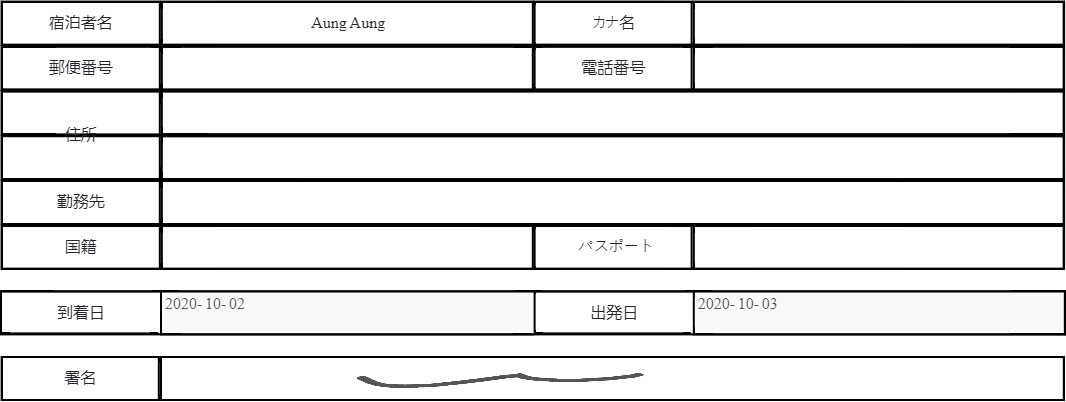 宿泊者名 Aung Aung カナ名
郵便番号 電話番号
住所
勤務先
国籍 パスポート
到着日 2020-10-02 出発日 2020-10-03
署名